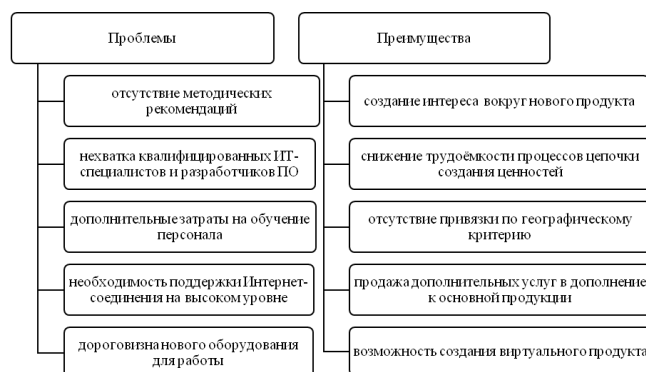 Проблемы
отсутствие методических
рекомендаций
нехватка квалифицированных ИТ-
специалистов и разработчиков ПО
дополнительные затраты на обучение
персонала
необходимость поддержки Интернет-
соединения на высоком уровне
дороговизна нового оборудования
для работы
Преимущества
создание интереса вокруг нового продукта
снижение трудоёмкости процессов цепочки
создания ценностей
отсутствие привязки по географическому
критерию
продажа дополнительных услуг в дополнение
к основной продукции
возможность создания виртуального продукта